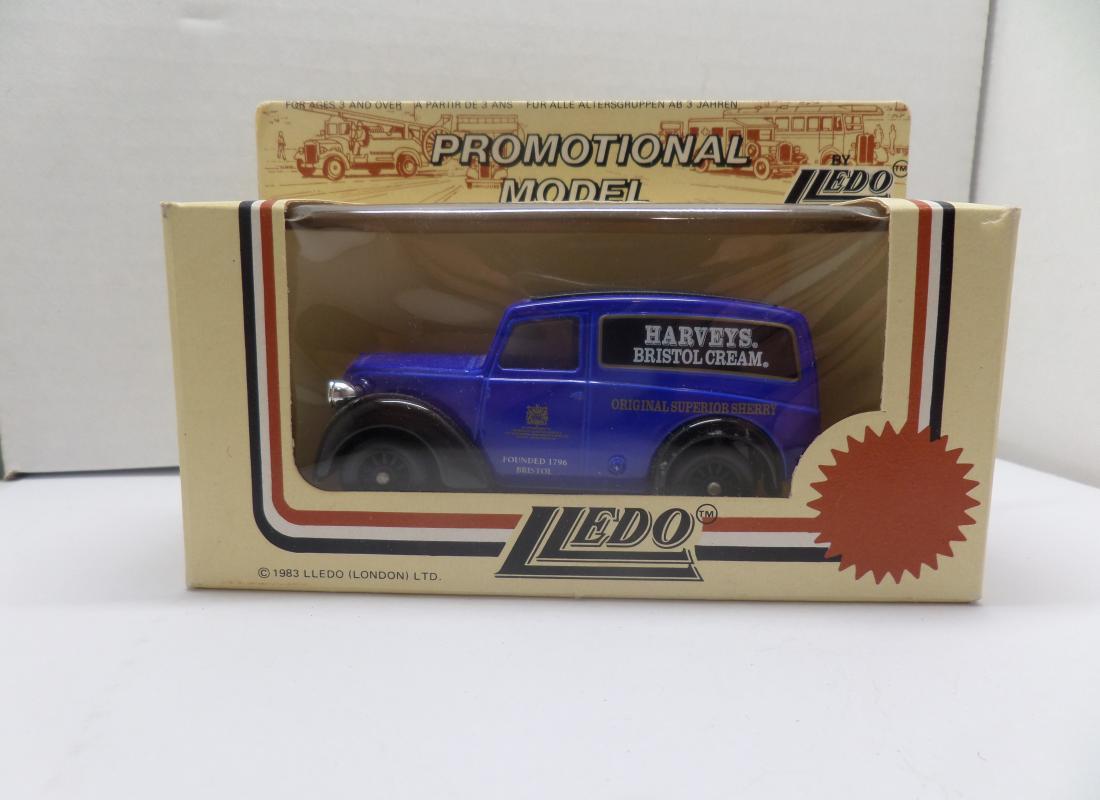 FOR AGES 3 AND OVER A PARTIR DE 3 ANS FÜR ALLE ALTERSGRUPPEN AB 3 JAHREN
PROMOTIONAL
MODEL
BY
LLEDO™
HARVEYS®
BRISTOL CREAM®
ORIGINAL SUPERIOR SHERRY
FOUNDED 1796
BRISTOL
LLEDO™
© 1983 LLEDO (LONDON) LTD.